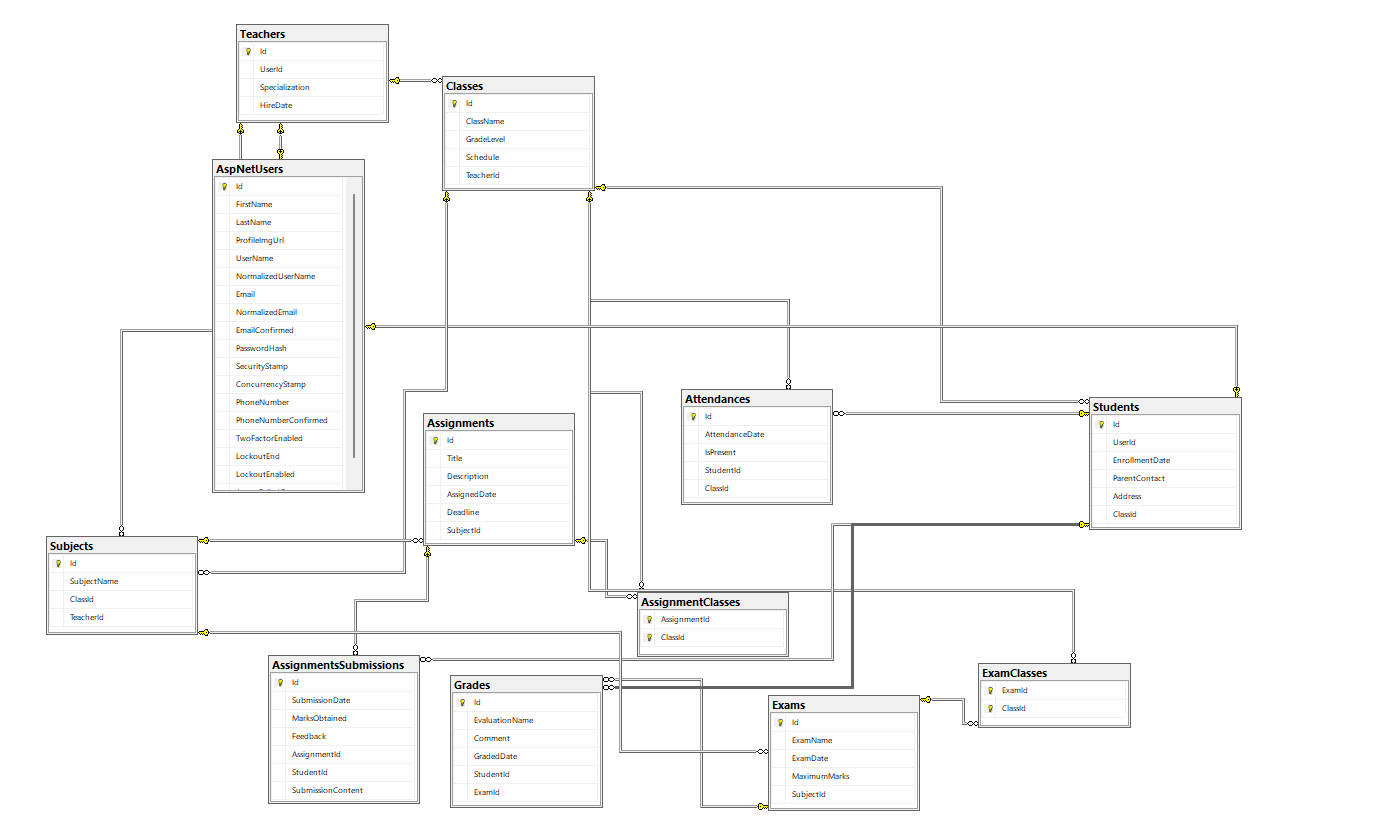 Teachers
Id
UserId
Specialization
HireDate
Classes
Id
ClassName
GradeLevel
Schedule
TeacherId
AspNetUsers
Id
FirstName
LastName
ProfileImgUrl
UserName
NormalizedUserName
Email
NormalizedEmail
EmailConfirmed
PasswordHash
SecurityStamp
ConcurrencyStamp
PhoneNumber
PhoneNumberConfirmed
TwoFactorEnabled
LockoutEnd
LockoutEnabled
Attendances
Id
AttendanceDate
IsPresent
StudentId
ClassId
Students
Id
UserId
EnrollmentDate
ParentContact
Address
ClassId
Assignments
Id
Title
Description
AssignedDate
Deadline
SubjectId
Subjects
Id
SubjectName
ClassId
TeacherId
AssignmentClasses
AssignmentId
ClassId
AssignmentsSubmissions
Id
SubmissionDate
MarksObtained
Feedback
AssignmentId
StudentId
SubmissionContent
Grades
Id
EvaluationName
Comment
GradedDate
StudentId
ExamId
Exams
Id
ExamName
ExamDate
MaximumMarks
SubjectId
ExamClasses
ExamId
ClassId